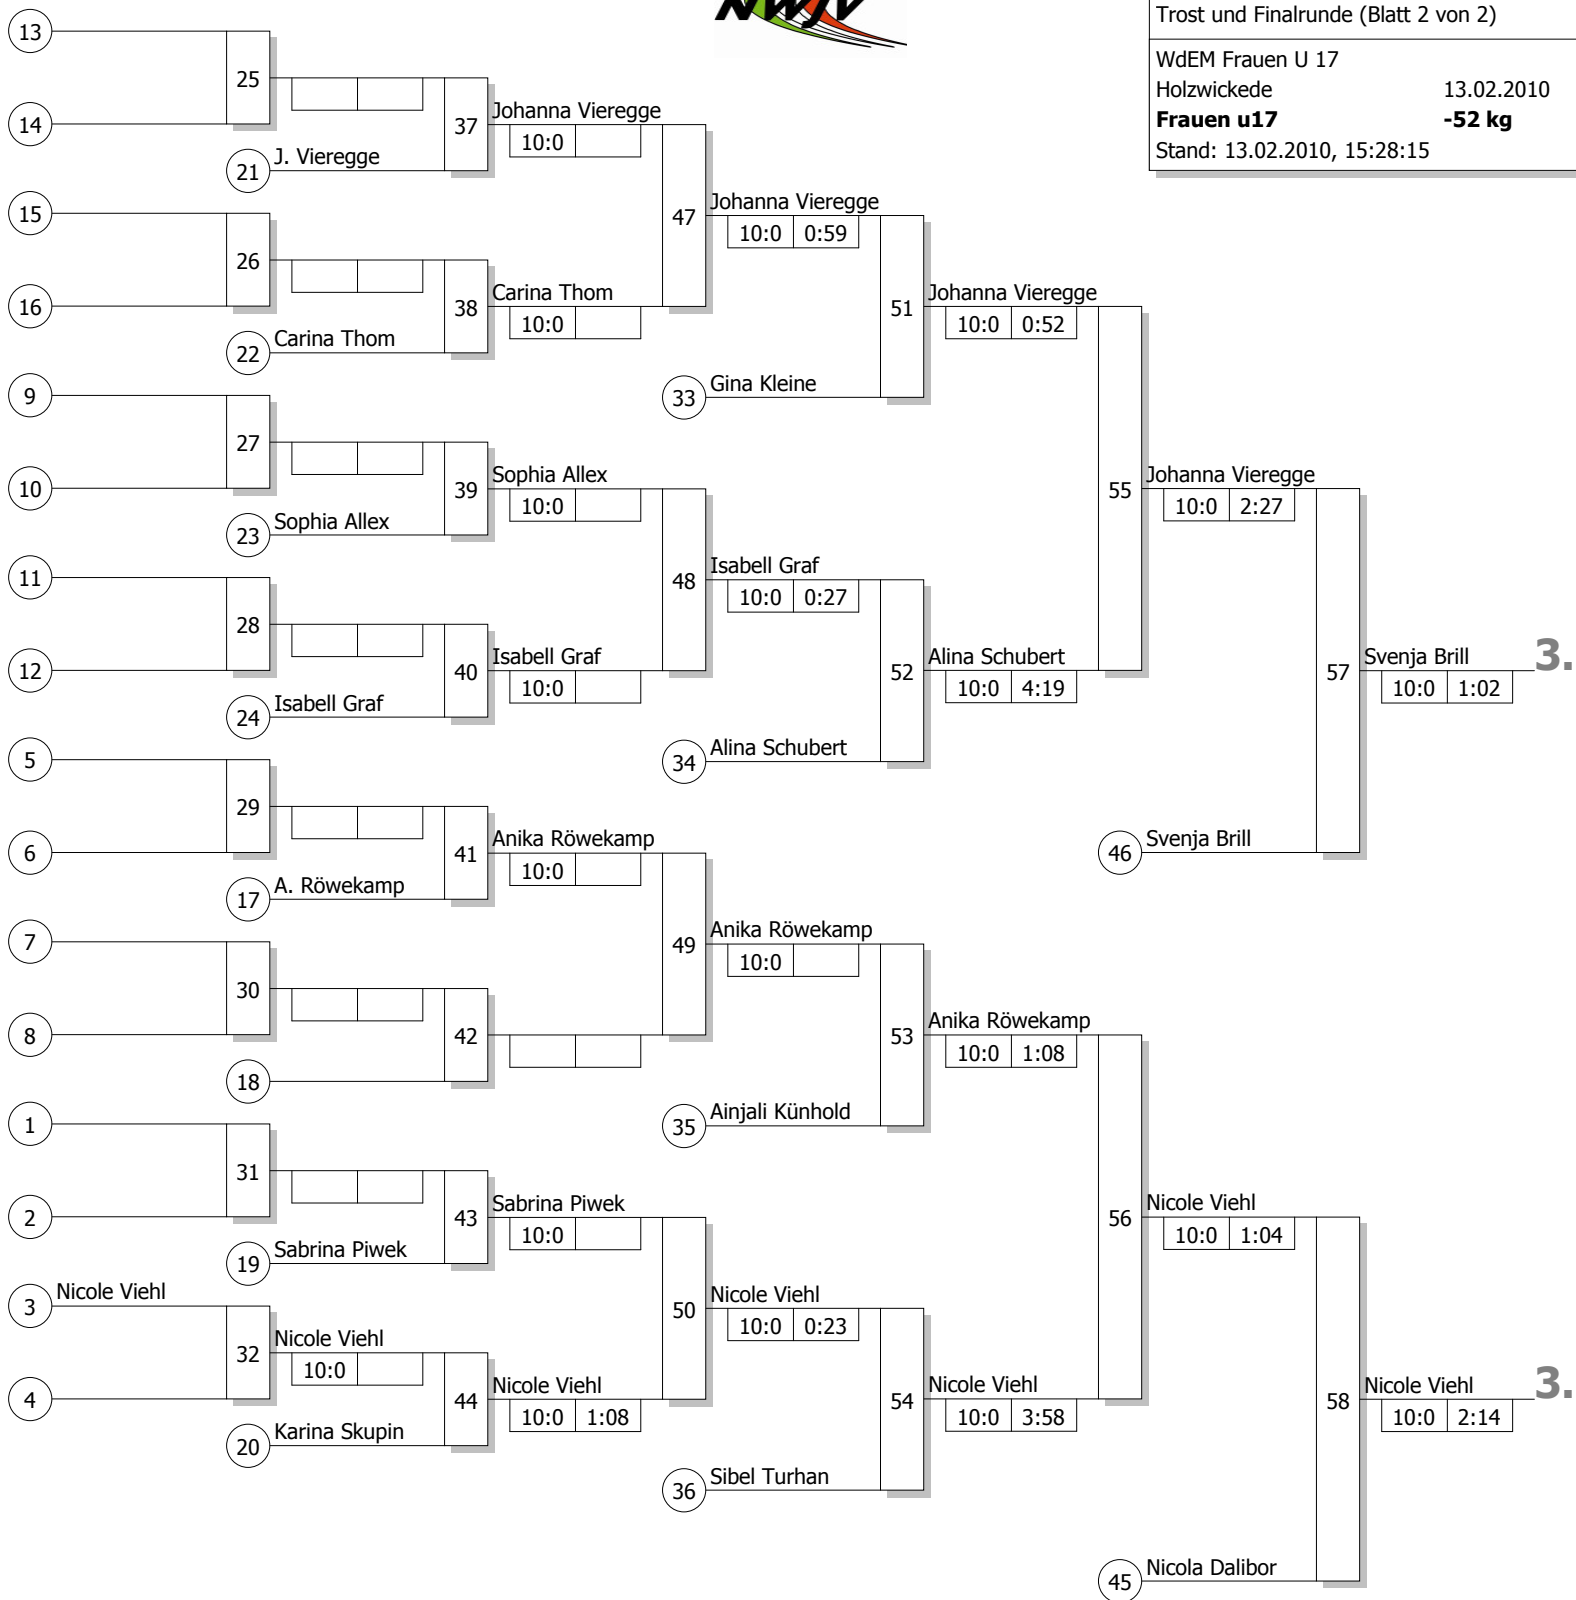 NWJV
Trost und Finalrunde (Blatt 2 von 2)
WdEM Frauen U 17
Holzwickede 13.02.2010
Frauen u17 -52 kg
Stand: 13.02.2010, 15:28:15
13
25
14
37
Johanna Vieregge
10:0
21 J. Vieregge
15
47
Johanna Vieregge
10:0 0:59
26
16
38
Carina Thom
10:0
22 Carina Thom
51
Johanna Vieregge
10:0 0:52
33 Gina Kleine
9
27
10
39
Sophia Allex
10:0
23 Sophia Allex
55
Johanna Vieregge
10:0 2:27
11
48
Isabell Graf
10:0 0:27
28
12
40
Isabell Graf
10:0
24 Isabell Graf
52
Alina Schubert
10:0 4:19
34 Alina Schubert
57
Svenja Brill
10:0 1:02
3.
5
29
6
41
Anika Röwekamp
10:0
17 A. Röwekamp
46 Svenja Brill
7
49
Anika Röwekamp
10:0
30
8
42
18
53
Anika Röwekamp
10:0 1:08
35 Ainjali Künhold
1
31
2
43
Sabrina Piwek
10:0
19 Sabrina Piwek
56
Nicole Viehl
10:0 1:04
3 Nicole Viehl
50
Nicole Viehl
10:0 0:23
32
Nicole Viehl
10:0
4
44
Nicole Viehl
10:0 1:08
20 Karina Skupin
54
Nicole Viehl
10:0 3:58
36 Sibel Turhan
58
Nicole Viehl
10:0 2:14
3.
45 Nicola Dalibor